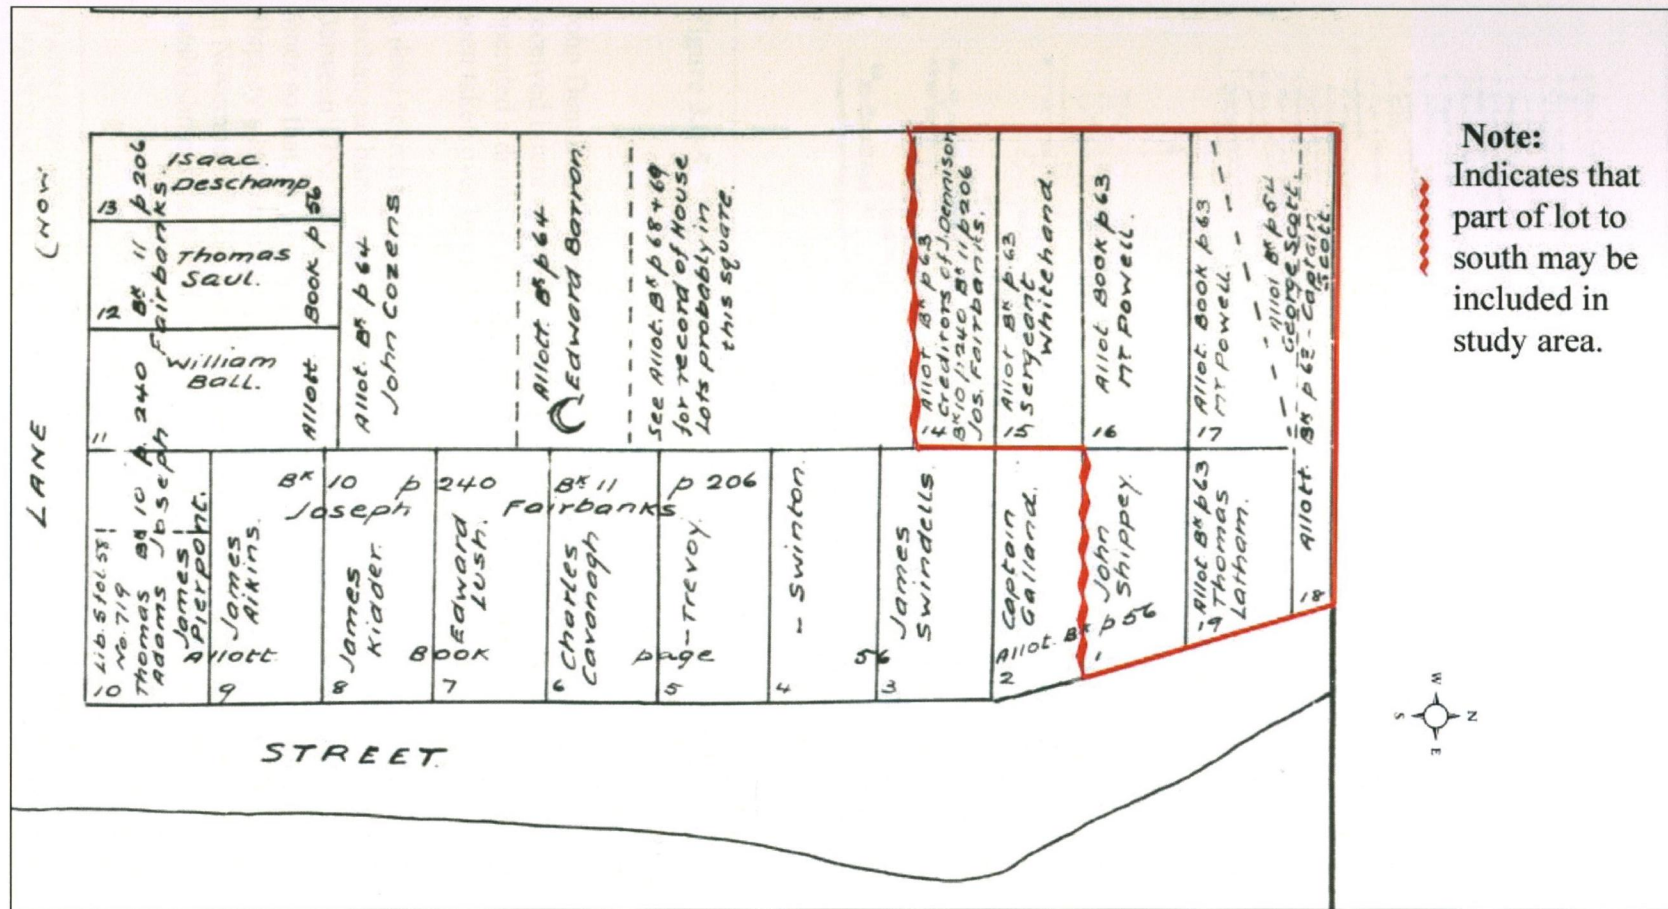 LANE
(NOW
13
Isaac.
Deschamp
12
Thomas
Saul.
11
William
Ball.
Bk 11 p 206
Fairbanks.
Allott Book p 56
Allot. Bk p 64
John Cozens
Allot. Bk p 64
Edward Barron.
See Allot. Bk p 68 + 69
for record of House
Lots probably in
this square.
14 Allot Bk p 63
Creditors of J. Dennison
Bk 10 p 240 Bk 11 p 206
Jos. Fairbanks.
15 Allot Bk p. 63
Sergeant
Whitehand.
16
Allot Book p 63
Mr Powell.
17 Allot. Book p 63
Mr Powell.
Allot Bk p 54
George Scott.
Allott. Bk p 62 - Captain
Scott.
18
10 Lib. 5 fol. 58
No. 719
Thomas Bk 10 p. 240
Adams Joseph
James
Pierpont.
9
James
Aikins.
8
James
Kidder.
7
Edward
Lush.
6
Charles
Cavanagh
5
- Trevoy.
4
- Swinton.
3
James
Swindells
2
Captain
Galland.
1
John
Shippey.
19 Allot Bk p 63
Thomas
Latham.
Bk 10 p 240 Bk 11 p 206
Joseph Fairbanks
Allott Book page 56
Allot. Bk p 56
STREET.
Note:
Indicates that
part of lot to
south may be
included in
study area.
W
S N
E